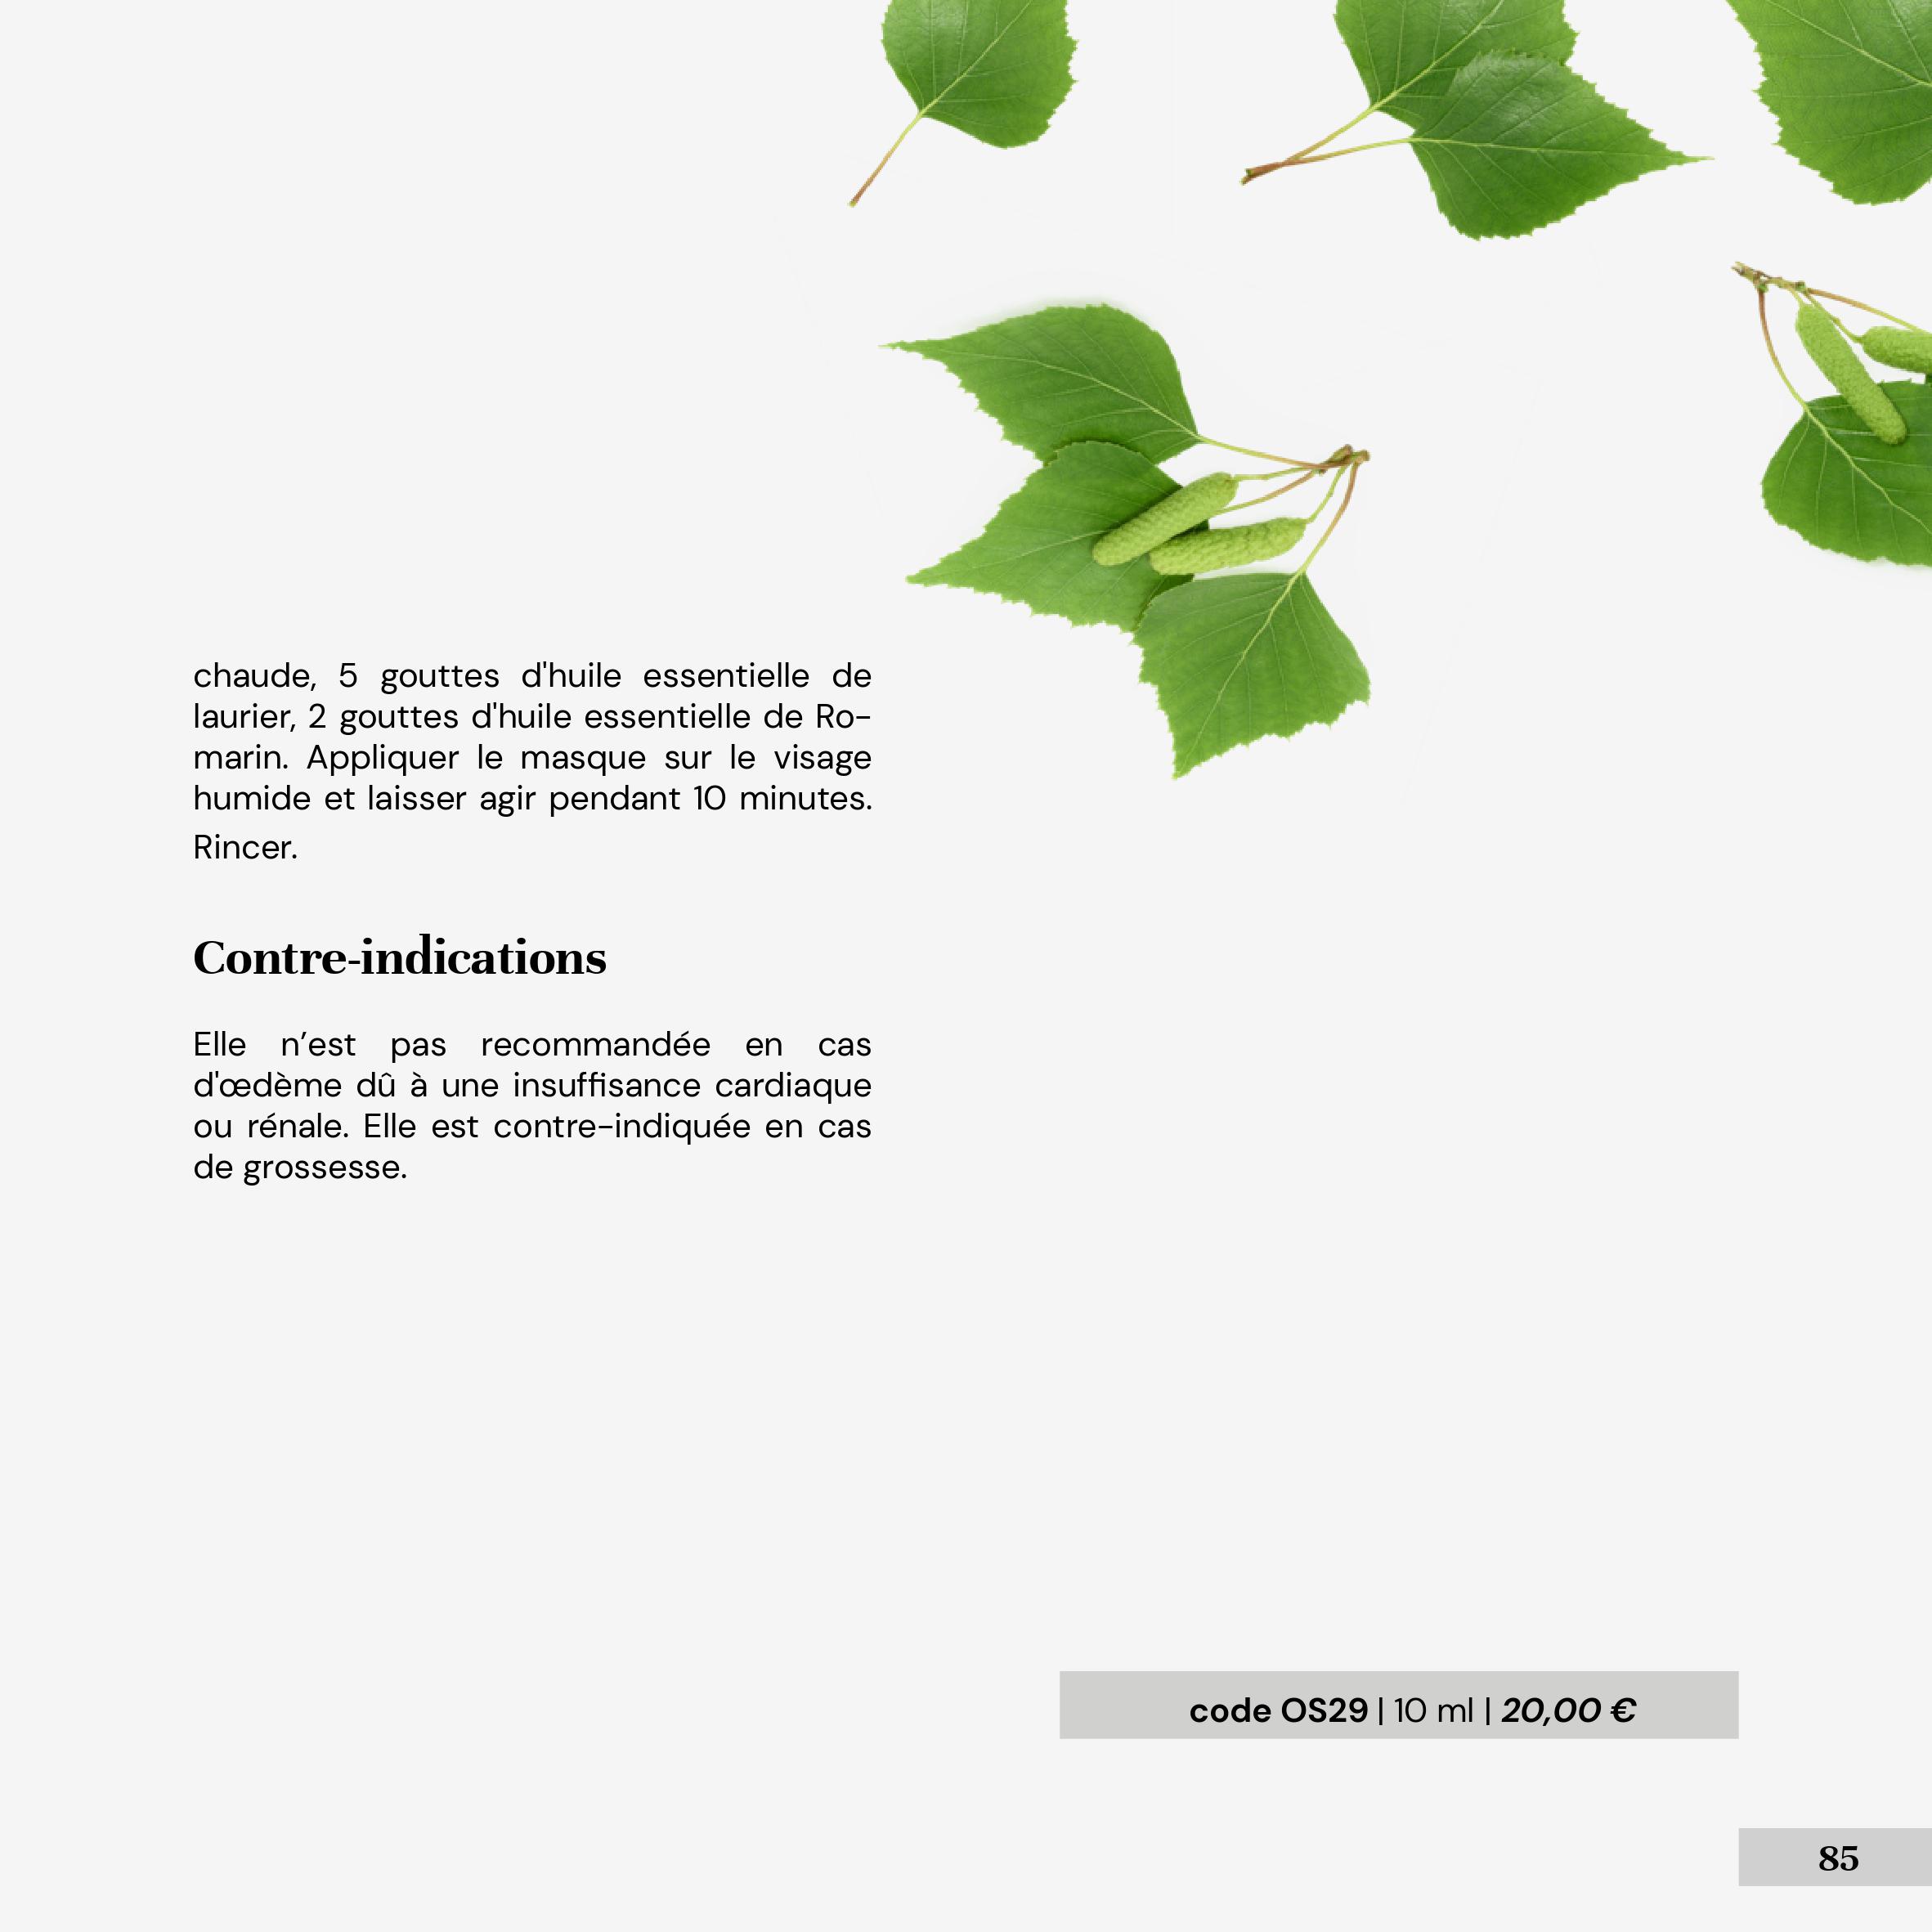 chaude, 5 gouttes d'huile essentielle de
laurier, 2 gouttes d'huile essentielle de Ro-
marin. Appliquer le masque sur le visage
humide et laisser agir pendant 10 minutes.
Rincer.
Contre-indications
Elle n’est pas recommandée en cas
d'œdème dû à une insuffisance cardiaque
ou rénale. Elle est contre-indiquée en cas
de grossesse.
code OS29 | 10 ml | 20,00 €
85